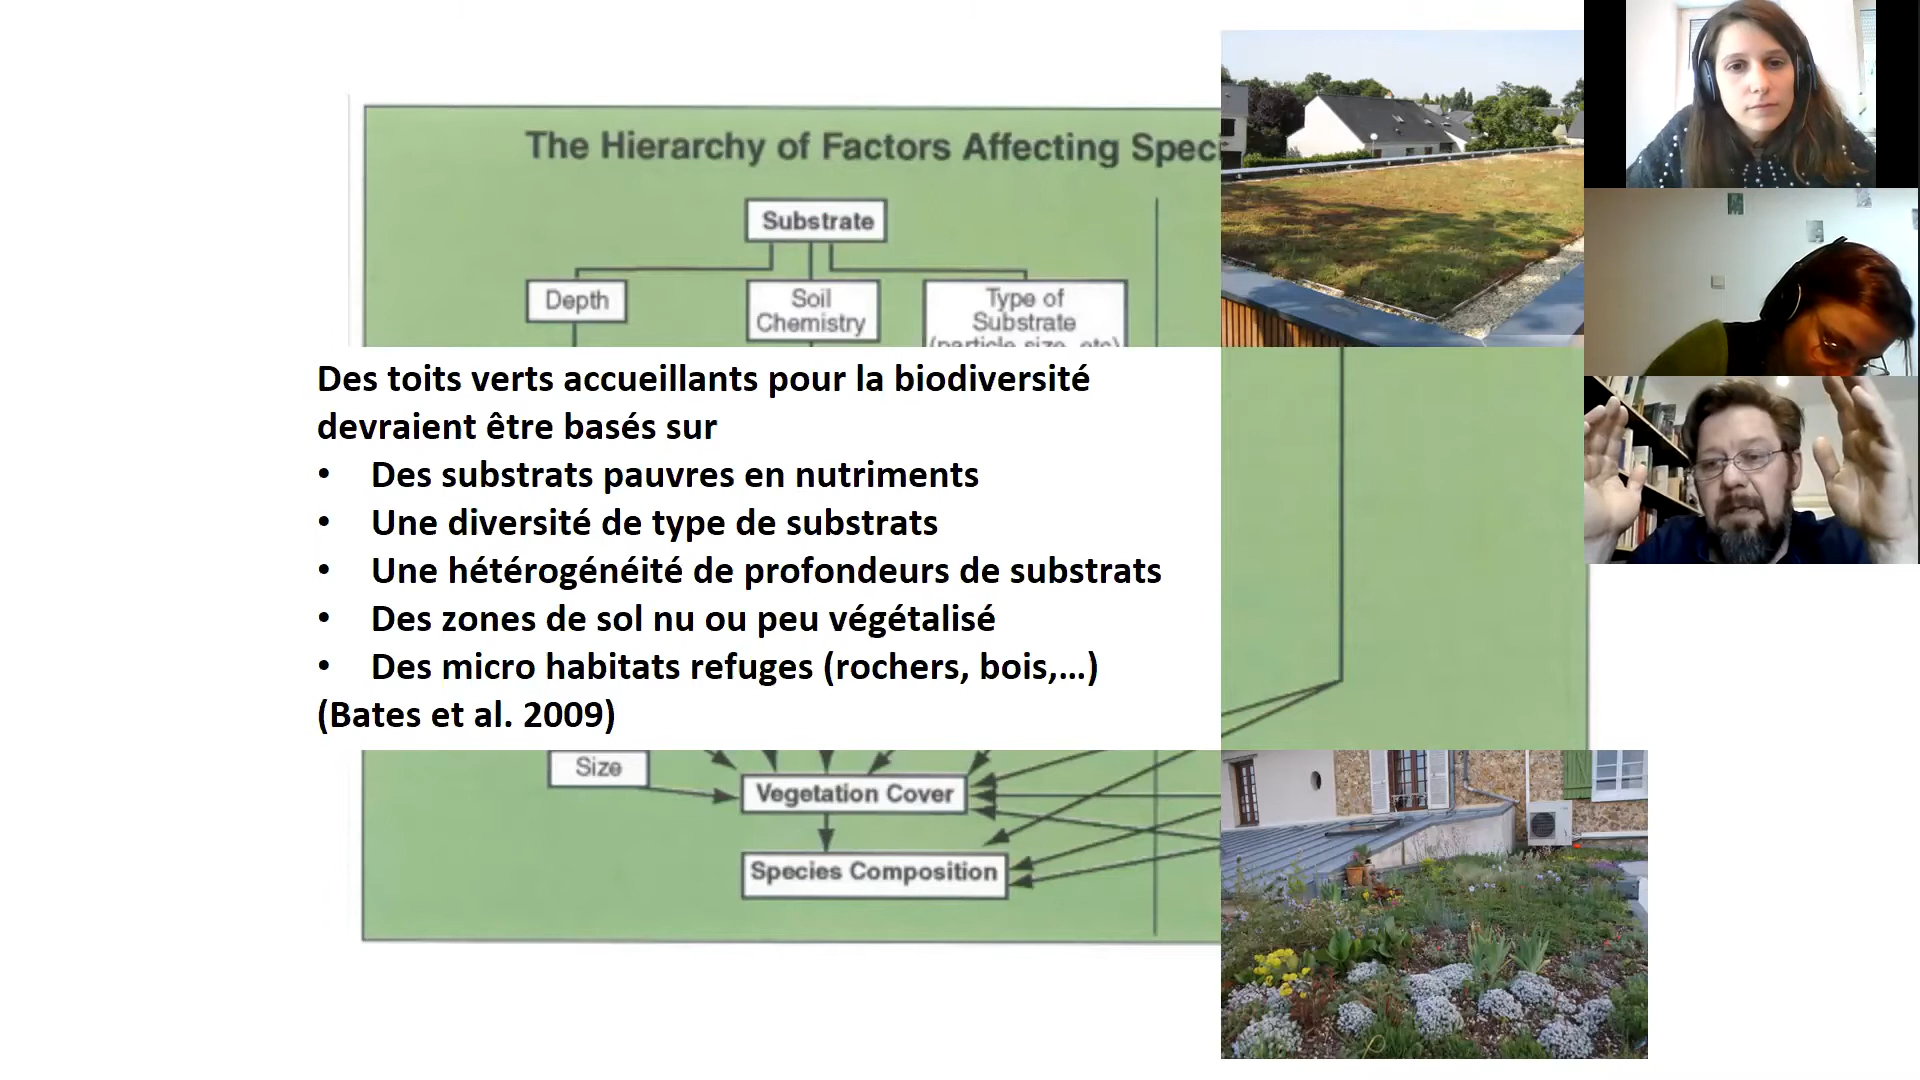 The Hierarchy of Factors Affecting
Substrate
Depth
Soil
Chemistry
Type of
Substrate
(particle size, etc)
Des toits verts accueillants pour la biodiversité
devraient être basés sur
• Des substrats pauvres en nutriments
• Une diversité de type de substrats
• Une hétérogénéité de profondeurs de substrats
• Des zones de sol nu ou peu végétalisé
• Des micro habitats refuges (rochers, bois,...)
(Bates et al. 2009)
Size
Vegetation Cover
Species Composition